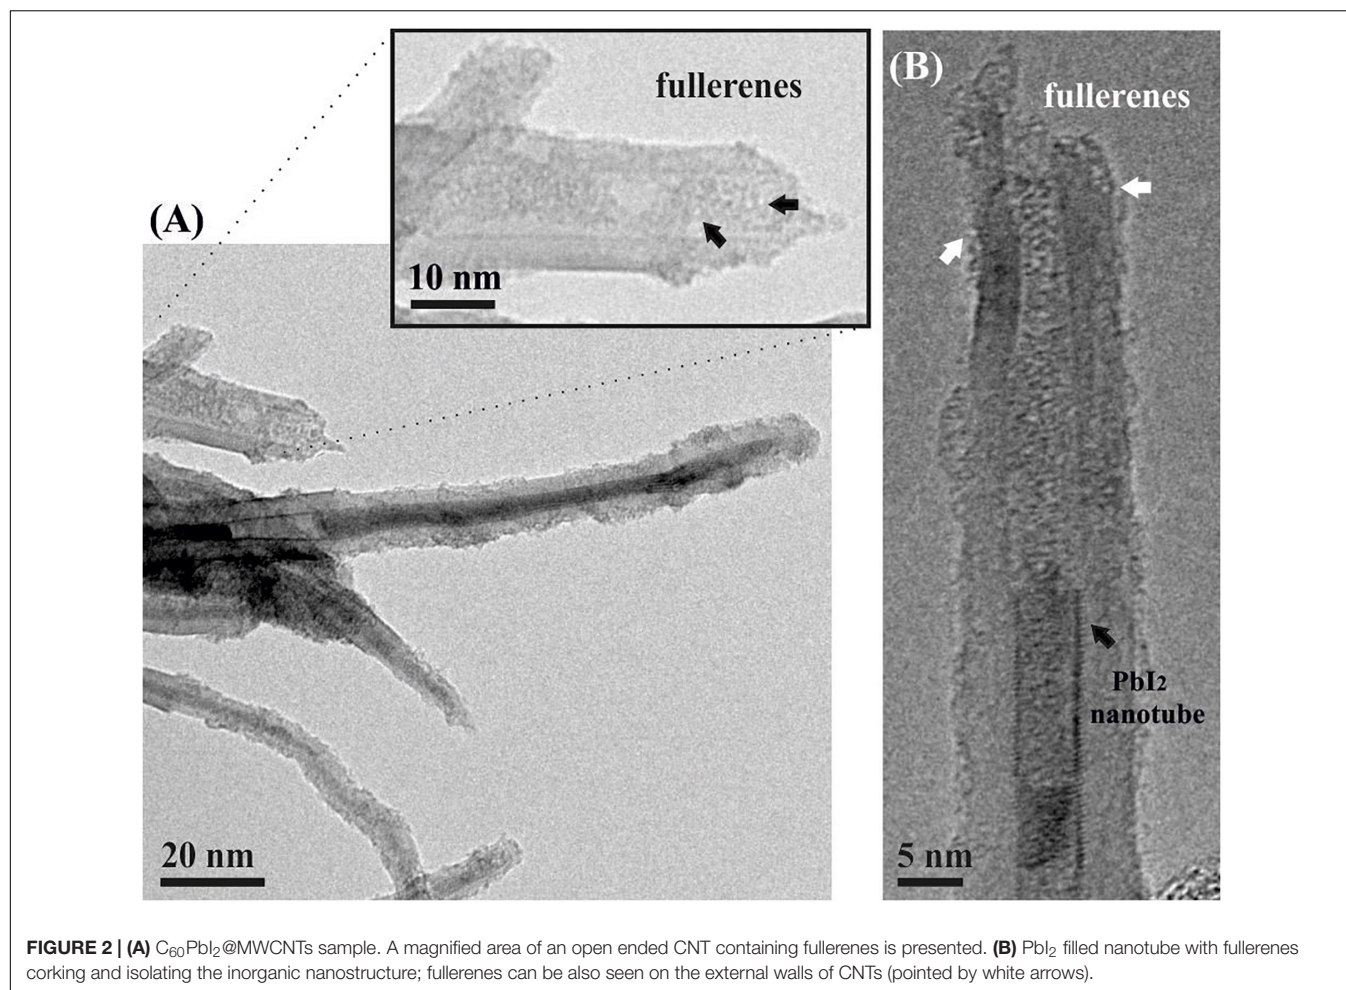 fullerenes
(B)
fullerenes
(A)
10 nm
PbI₂
nanotube
20 nm
5 nm
FIGURE 2 | (A) C₆₀PbI₂@MWCNTs sample. A magnified area of an open ended CNT containing fullerenes is presented. (B) PbI₂ filled nanotube with fullerenes
corking and isolating the inorganic nanostructure; fullerenes can be also seen on the external walls of CNTs (pointed by white arrows).